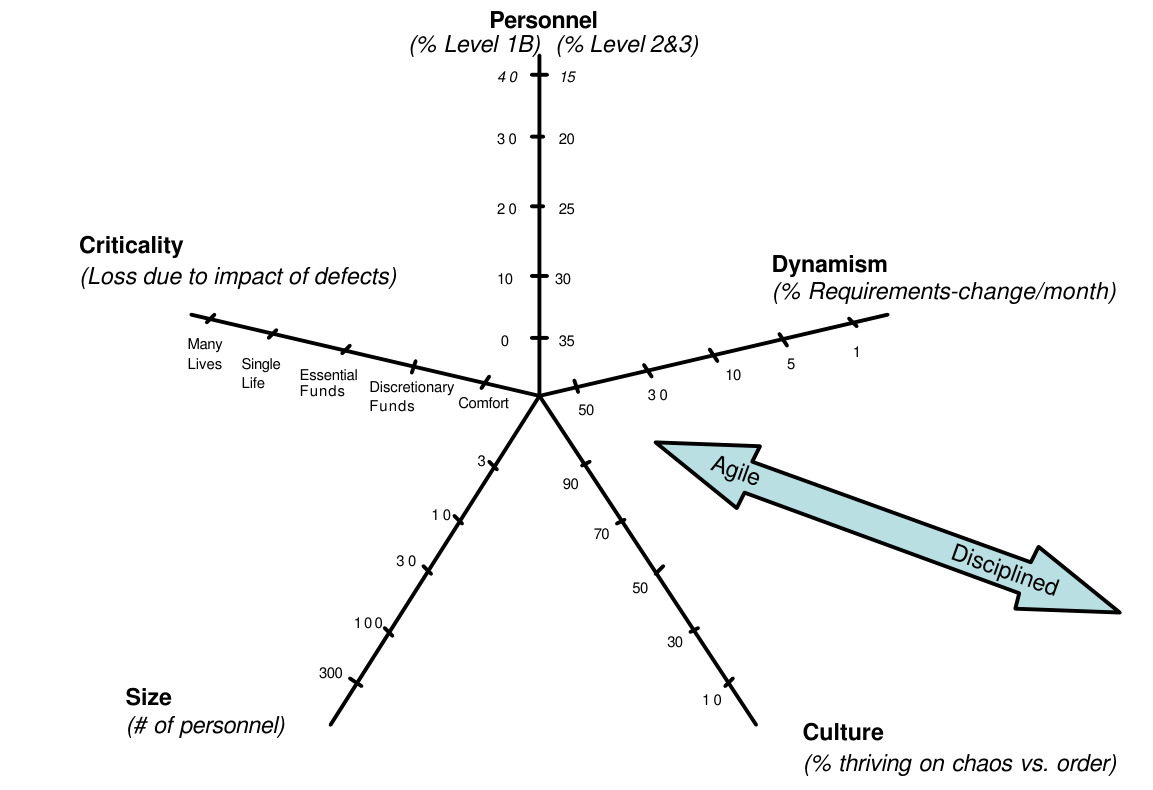 Personnel
(% Level 1B) (% Level 2&3)
40 15
30 20
20 25
10 30
0 35
Criticality
(Loss due to impact of defects)
Many
Lives
Single
Life
Essential
Funds
Discretionary
Funds
Comfort
Dynamism
(% Requirements-change/month)
1
5
10
30
50
Agile
Disciplined
3
10
30
100
300
Size
(# of personnel)
90
70
50
30
10
Culture
(% thriving on chaos vs. order)